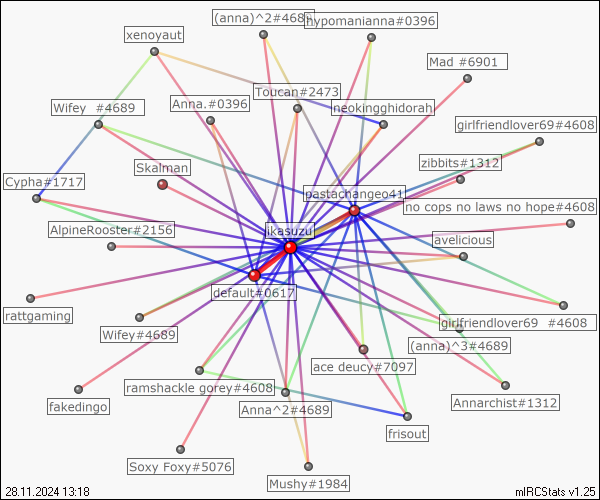 (anna)^2#4689
hypomanianna#0396
xenoyaut
Mad #6901
Toucan#2473
Anna.#0396
Wifey  #4689
neokingghidorah
girlfriendlover69#4608
zibbits#1312
Skalman
Cypha#1717
pastachangeo41
no cops no laws no hope#4608
AlpineRooster#2156
ikasuzu
avelicious
default#0617
rattgaming
girlfriendlover69  #4608
Wifey#4689
(anna)^3#4689
ace deucy#7097
ramshackle gorey#4608
fakedingo
Anna^2#4689
Annarchist#1312
frisout
Soxy Foxy#5076
Mushy#1984
28.11.2024 13:18
mIRCStats v1.25